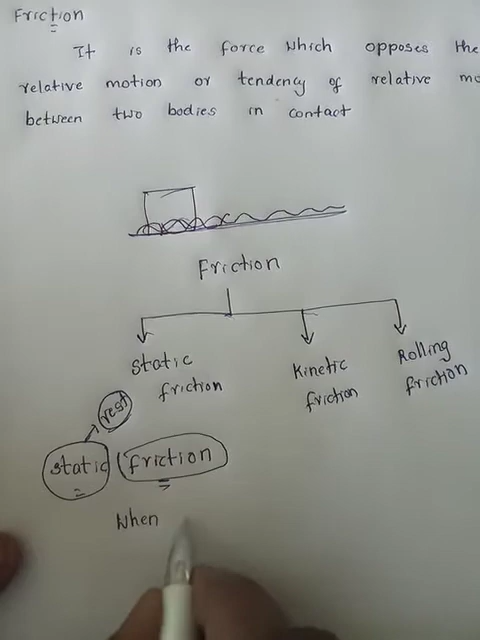 Friction
It is the force which opposes the
relative motion or tendency of relative mo
between two bodies in contact
Friction
Static friction
Kinetic friction
Rolling friction
rest
static friction
When